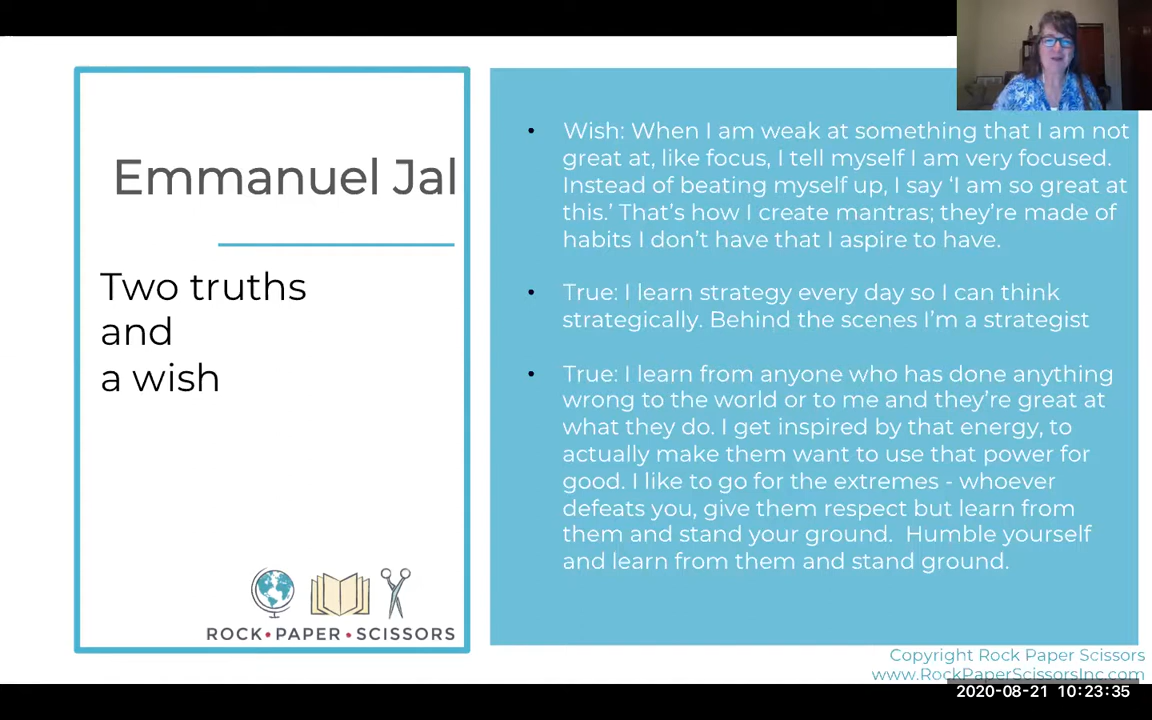 Emmanuel Jal
Two truths
and
a wish
ROCK•PAPER•SCISSORS
• Wish: When I am weak at something that I am not
great at, like focus, I tell myself I am very focused.
Instead of beating myself up, I say ‘I am so great at
this.’ That’s how I create mantras; they’re made of
habits I don’t have that I aspire to have.
• True: I learn strategy every day so I can think
strategically. Behind the scenes I’m a strategist
• True: I learn from anyone who has done anything
wrong to the world or to me and they’re great at
what they do. I get inspired by that energy, to
actually make them want to use that power for
good. I like to go for the extremes - whoever
defeats you, give them respect but learn from
them and stand your ground.  Humble yourself
and learn from them and stand ground.
Copyright Rock Paper Scissors
www.RockPaperScissorsInc.com
2020-08-21 10:23:35